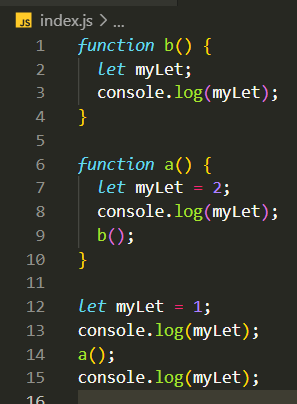 JS index.js > ...
1 function b() {
2   let myLet;
3   console.log(myLet);
4 }
5
6 function a() {
7   let myLet = 2;
8   console.log(myLet);
9   b();
10 }
11
12 let myLet = 1;
13 console.log(myLet);
14 a();
15 console.log(myLet);
16